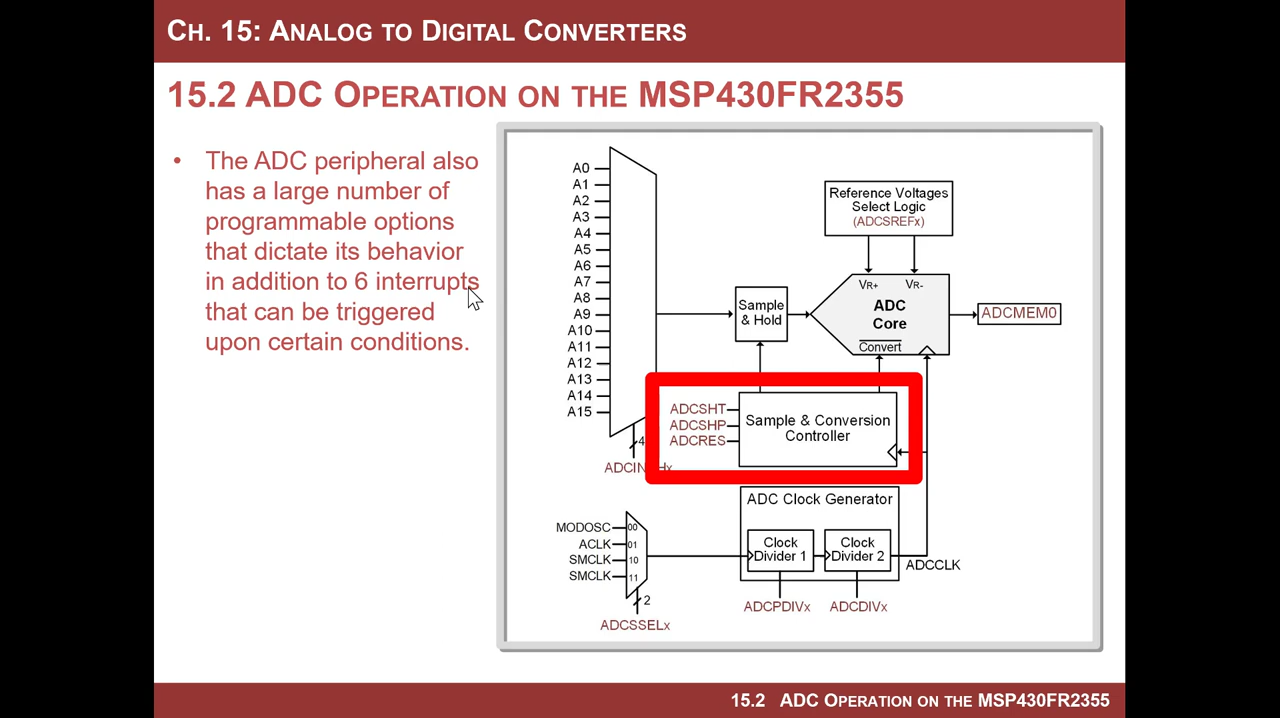 CH. 15: ANALOG TO DIGITAL CONVERTERS
15.2 ADC OPERATION ON THE MSP430FR2355
• The ADC peripheral also
has a large number of
programmable options
that dictate its behavior
in addition to 6 interrupts
that can be triggered
upon certain conditions.
A0
A1
A2
A3
A4
A5
A6
A7
A8
A9
A10
A11
A12
A13
A14
A15
4
Reference Voltages
Select Logic
(ADCSREFx)
VR+ VR-
Sample
& Hold
ADC
Core
Convert
ADCMEM0
ADCSHT
ADCSHP
ADCRES
Sample & Conversion
Controller
ADC Clock Generator
MODOSC 00
ACLK 01
SMCLK 10
SMCLK 11
2
ADCSSELx
Clock
Divider 1
Clock
Divider 2
ADCCLK
ADCPDIVx
ADCDIVx
15.2 ADC OPERATION ON THE MSP430FR2355